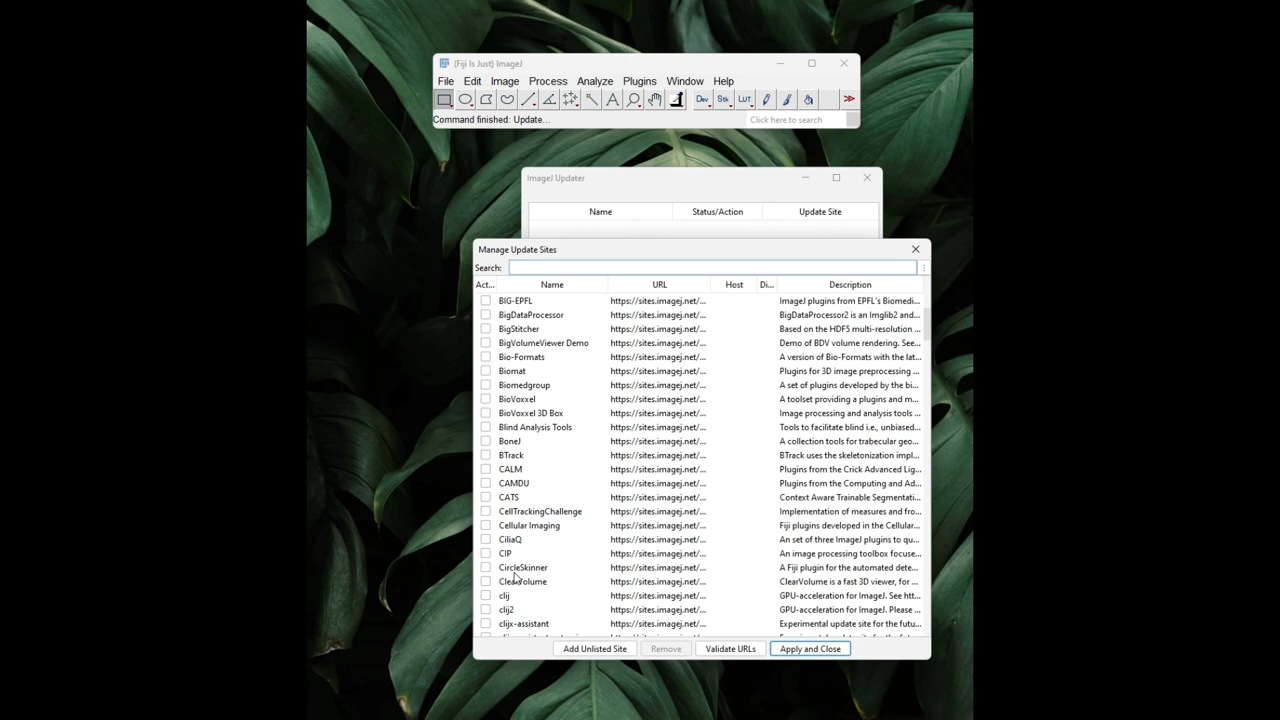 (Fiji Is Just) ImageJ
File Edit Image Process Analyze Plugins Window Help
Dev Stk LUT
Command finished: Update... Click here to search
ImageJ Updater
Name Status/Action Update Site
Manage Update Sites
Search:
Act... Name URL Host Di... Description
BIG-EPFL https://sites.imagej.net/... ImageJ plugins from EPFL's Biomedi...
BigDataProcessor https://sites.imagej.net/... BigDataProcessor2 is an Imglib2 and...
BigStitcher https://sites.imagej.net/... Based on the HDF5 multi-resolution ...
BigVolumeViewer Demo https://sites.imagej.net/... Demo of BDV volume rendering. See...
Bio-Formats https://sites.imagej.net/... A version of Bio-Formats with the lat...
Biomat https://sites.imagej.net/... Plugins for 3D image preprocessing ...
Biomedgroup https://sites.imagej.net/... A set of plugins developed by the bi...
BioVoxxel https://sites.imagej.net/... A toolset providing a plugins and m...
BioVoxxel 3D Box https://sites.imagej.net/... Image processing and analysis tools ...
Blind Analysis Tools https://sites.imagej.net/... Tools to facilitate blind i.e., unbiased...
BoneJ https://sites.imagej.net/... A collection tools for trabecular geo...
BTrack https://sites.imagej.net/... BTrack uses the skeletonization impl...
CALM https://sites.imagej.net/... Plugins from the Crick Advanced Lig...
CAMDU https://sites.imagej.net/... Plugins from the Computing and Ad...
CATS https://sites.imagej.net/... Context Aware Trainable Segmentati...
CellTrackingChallenge https://sites.imagej.net/... Implementation of measures and fro...
Cellular Imaging https://sites.imagej.net/... Fiji plugins developed in the Cellular...
CiliaQ https://sites.imagej.net/... An set of three ImageJ plugins to qu...
CIP https://sites.imagej.net/... An image processing toolbox focuse...
CircleSkinner https://sites.imagej.net/... A Fiji plugin for the automated dete...
ClearVolume https://sites.imagej.net/... ClearVolume is a fast 3D viewer, for ...
clij https://sites.imagej.net/... GPU-acceleration for ImageJ. See htt...
clij2 https://sites.imagej.net/... GPU-acceleration for ImageJ. Please ...
clijx-assistant https://sites.imagej.net/... Experimental update site for the futu...
Add Unlisted Site Remove Validate URLs Apply and Close